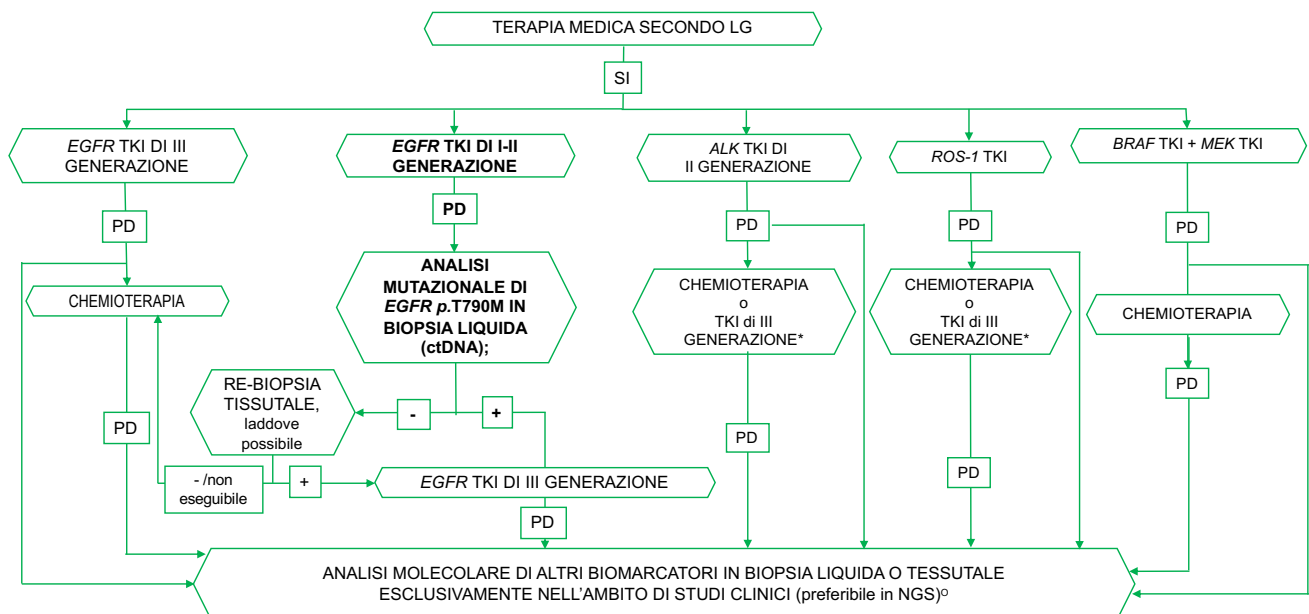 TERAPIA MEDICA SECONDO LG
SI
EGFR TKI DI III
GENERAZIONE
EGFR TKI DI I-II
GENERAZIONE
ALK TKI DI
II GENERAZIONE
ROS-1 TKI
BRAF TKI + MEK TKI
PD
PD
PD
PD
PD
CHEMIOTERAPIA
ANALISI
MUTAZIONALE DI
EGFR p.T790M IN
BIOPSIA LIQUIDA
(ctDNA);
CHEMIOTERAPIA
o
TKI di III
GENERAZIONE*
CHEMIOTERAPIA
o
TKI di III
GENERAZIONE*
CHEMIOTERAPIA
RE-BIOPSIA
TISSUTALE,
laddove
possibile
-
+
PD
PD
PD
PD
- /non
eseguibile
+
EGFR TKI DI III GENERAZIONE
PD
ANALISI MOLECOLARE DI ALTRI BIOMARCATORI IN BIOPSIA LIQUIDA O TESSUTALE
ESCLUSIVAMENTE NELL'AMBITO DI STUDI CLINICI (preferibile in NGS)°